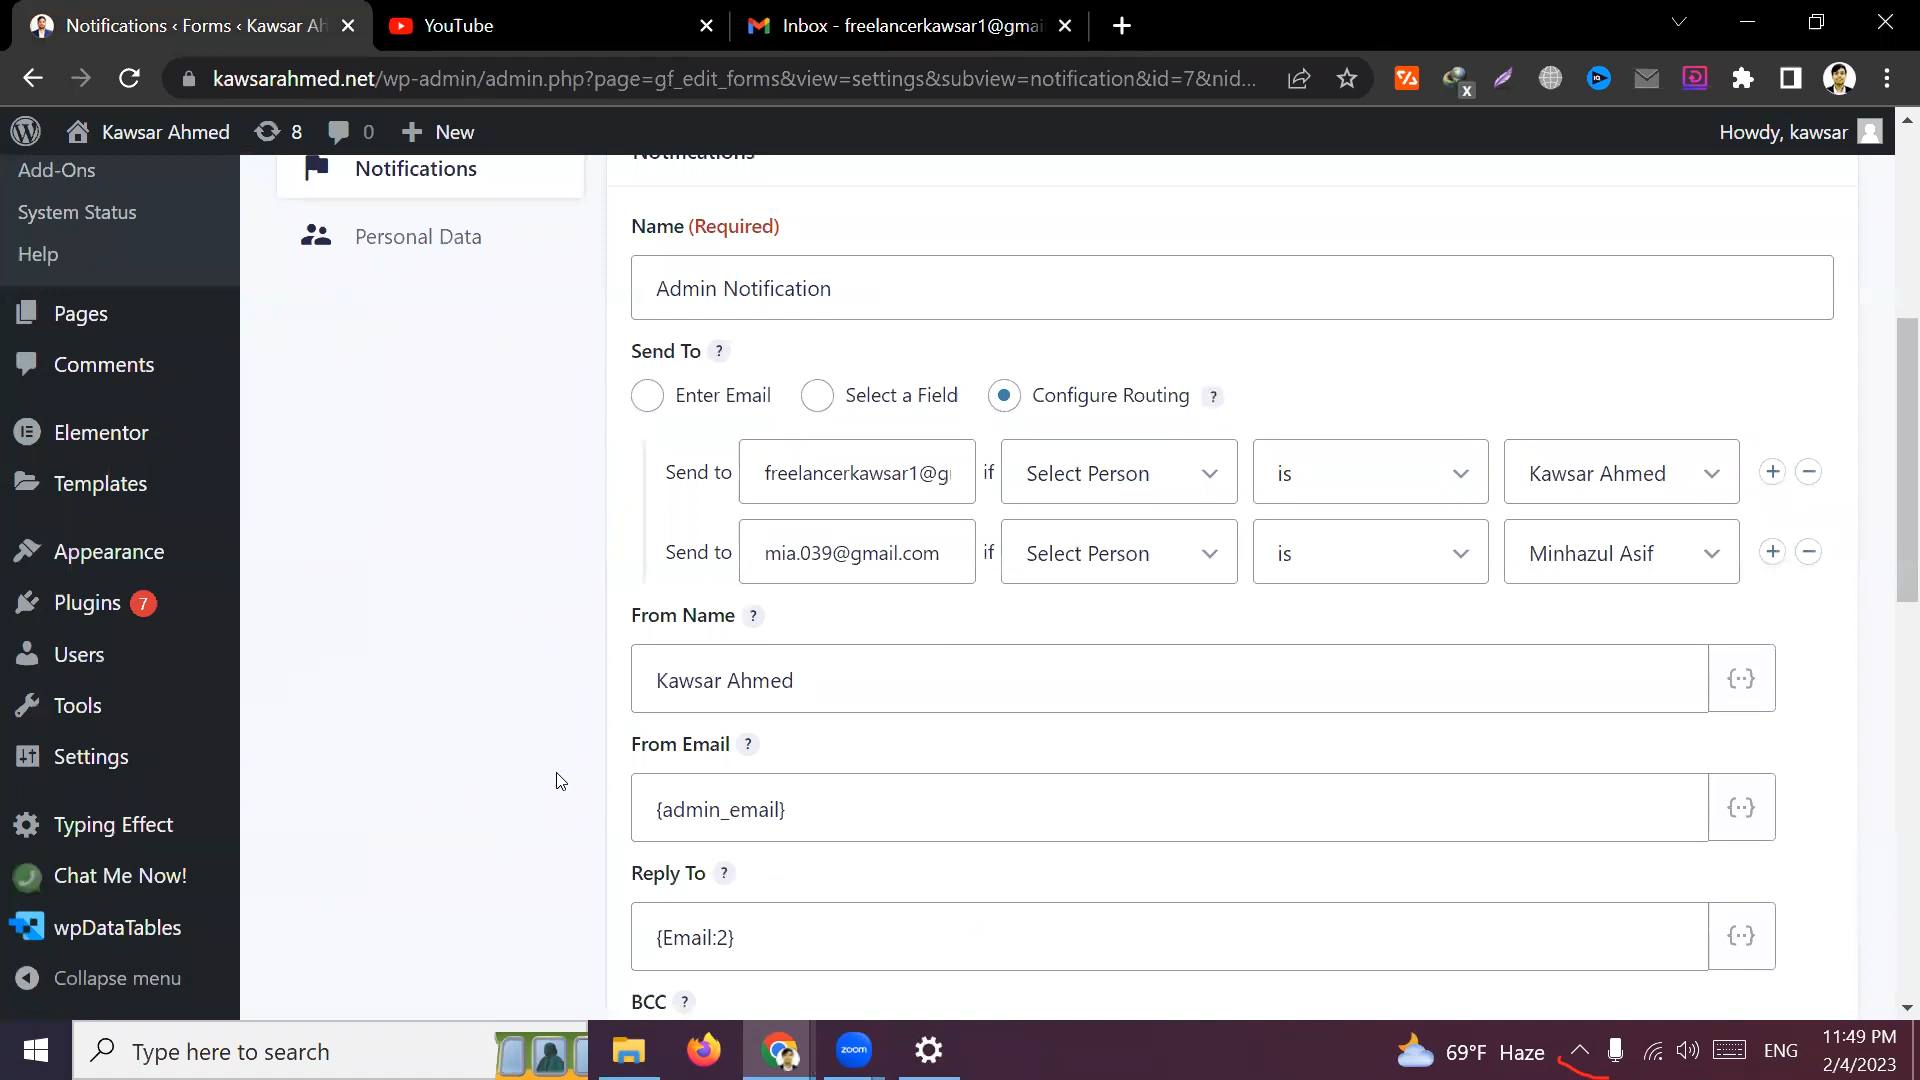 Notifications ‹ Forms ‹ Kawsar Ah
YouTube
Inbox - freelancerkawsar1@gmai
kawsarahmed.net/wp-admin/admin.php?page=gf_edit_forms&view=settings&subview=notification&id=7&nid...
Kawsar Ahmed
8
0
New
Howdy, kawsar
Add-Ons
System Status
Help
Pages
Comments
Elementor
Templates
Appearance
Plugins 7
Users
Tools
Settings
Typing Effect
Chat Me Now!
wpDataTables
Collapse menu
Notifications
Personal Data
Notifications
Name (Required)
Admin Notification
Send To ?
Enter Email
Select a Field
Configure Routing ?
Send to freelancerkawsar1@g if Select Person is Kawsar Ahmed
Send to mia.039@gmail.com if Select Person is Minhazul Asif
From Name ?
Kawsar Ahmed
From Email ?
{admin_email}
Reply To ?
{Email:2}
BCC ?
Type here to search
zoom
69°F Haze
ENG
11:49 PM
2/4/2023